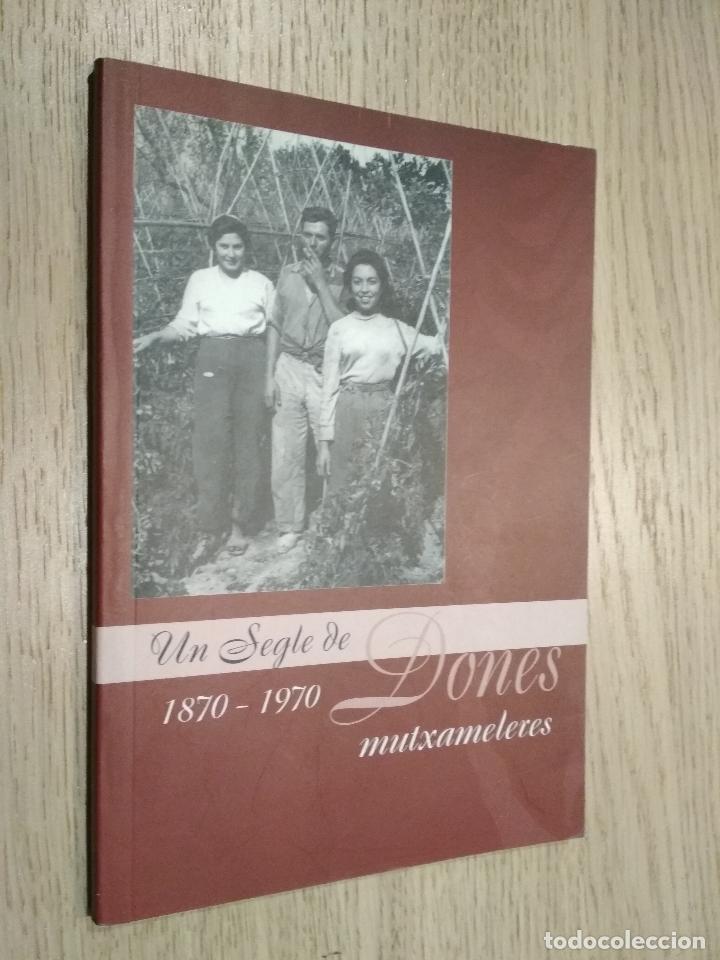 Un Segle de
Dones
1870 - 1970
mutxameleres
todocoleccion